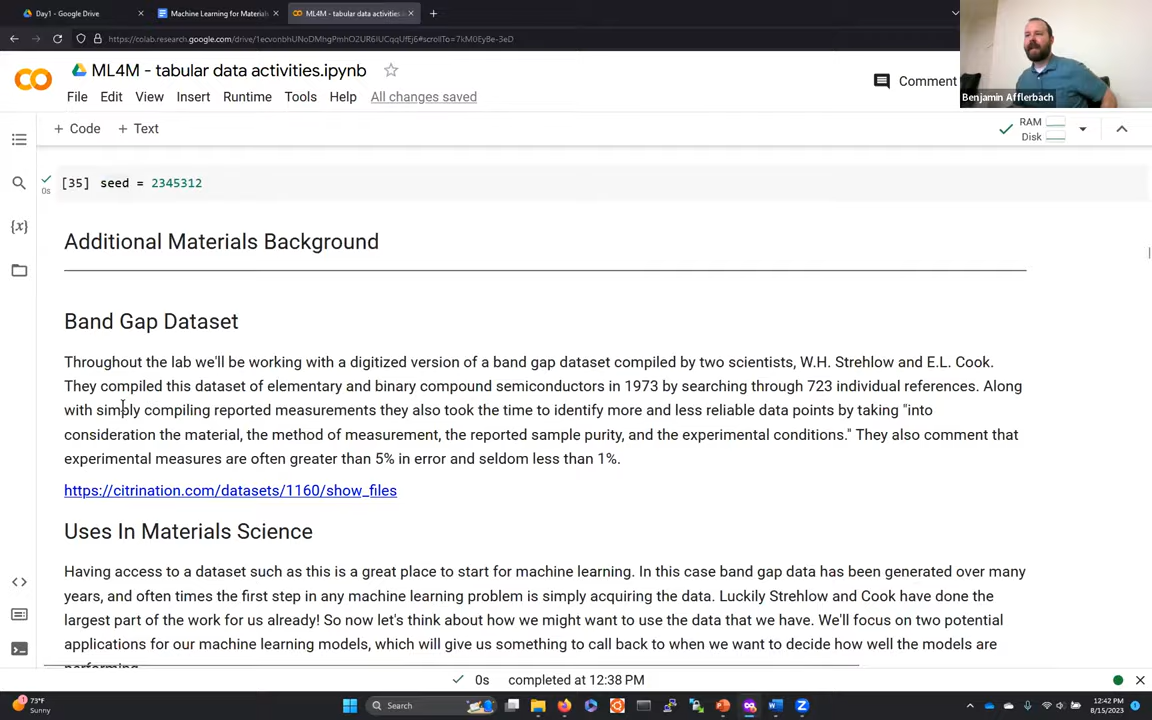 Day1 - Google Drive
Machine Learning for Materials
ML4M - tabular data activities
https://colab.research.google.com/drive/1ecvonbhUNoDMlhgPmhO2UR6IUCqqUfEj6#scrollTo=7kM0EyBe-3eD
ML4M - tabular data activities.ipynb
File Edit View Insert Runtime Tools Help All changes saved
Comment
Benjamin Afflerbach
+ Code + Text
RAM
Disk
[35] seed = 2345312
0s
{x}
Additional Materials Background
Band Gap Dataset
Throughout the lab we'll be working with a digitized version of a band gap dataset compiled by two scientists, W.H. Strehlow and E.L. Cook.
They compiled this dataset of elementary and binary compound semiconductors in 1973 by searching through 723 individual references. Along
with simply compiling reported measurements they also took the time to identify more and less reliable data points by taking "into
consideration the material, the method of measurement, the reported sample purity, and the experimental conditions." They also comment that
experimental measures are often greater than 5% in error and seldom less than 1%.
https://citrination.com/datasets/1160/show_files
Uses In Materials Science
Having access to a dataset such as this is a great place to start for machine learning. In this case band gap data has been generated over many
years, and often times the first step in any machine learning problem is simply acquiring the data. Luckily Strehlow and Cook have done the
largest part of the work for us already! So now let's think about how we might want to use the data that we have. We'll focus on two potential
applications for our machine learning models, which will give us something to call back to when we want to decide how well the models are
performing.
0s completed at 12:38 PM
73°F
Sunny
Search
12:42 PM
8/15/2023